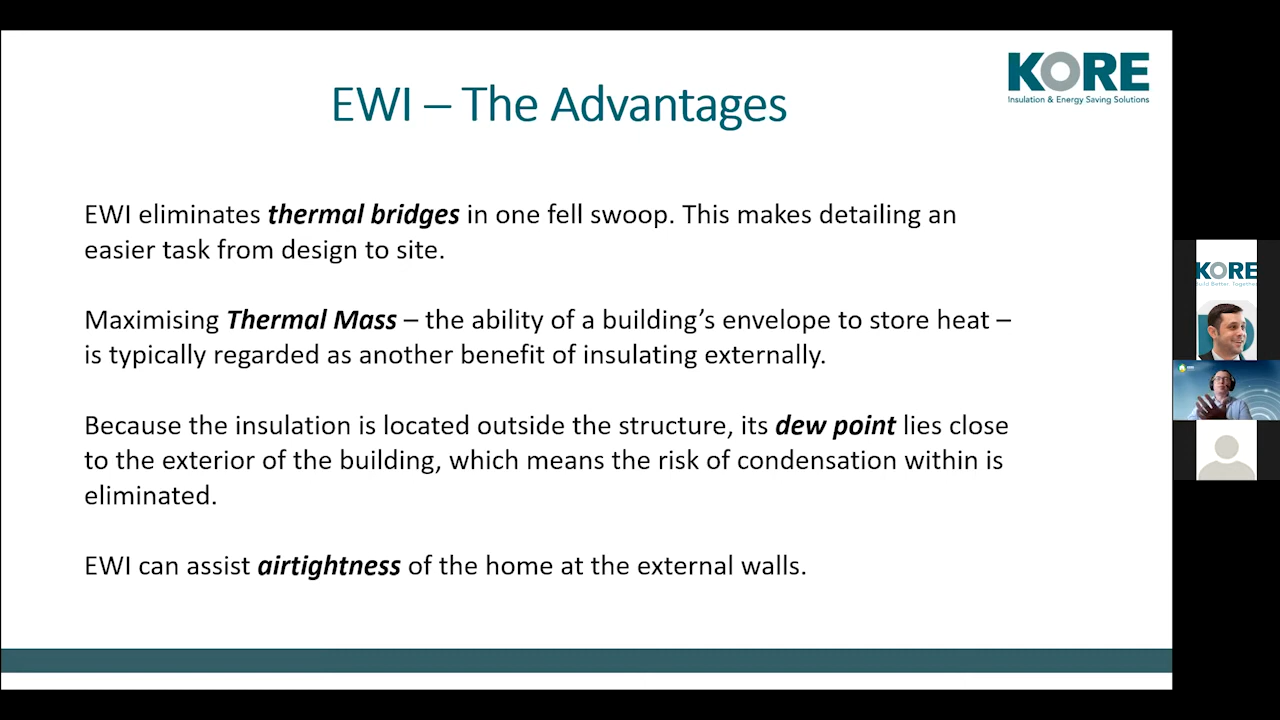 KORE
Insulation & Energy Saving Solutions
EWI – The Advantages
EWI eliminates thermal bridges in one fell swoop. This makes detailing an
easier task from design to site.
Maximising Thermal Mass – the ability of a building’s envelope to store heat –
is typically regarded as another benefit of insulating externally.
Because the insulation is located outside the structure, its dew point lies close
to the exterior of the building, which means the risk of condensation within is
eliminated.
EWI can assist airtightness of the home at the external walls.
KORE
Build Better. Together